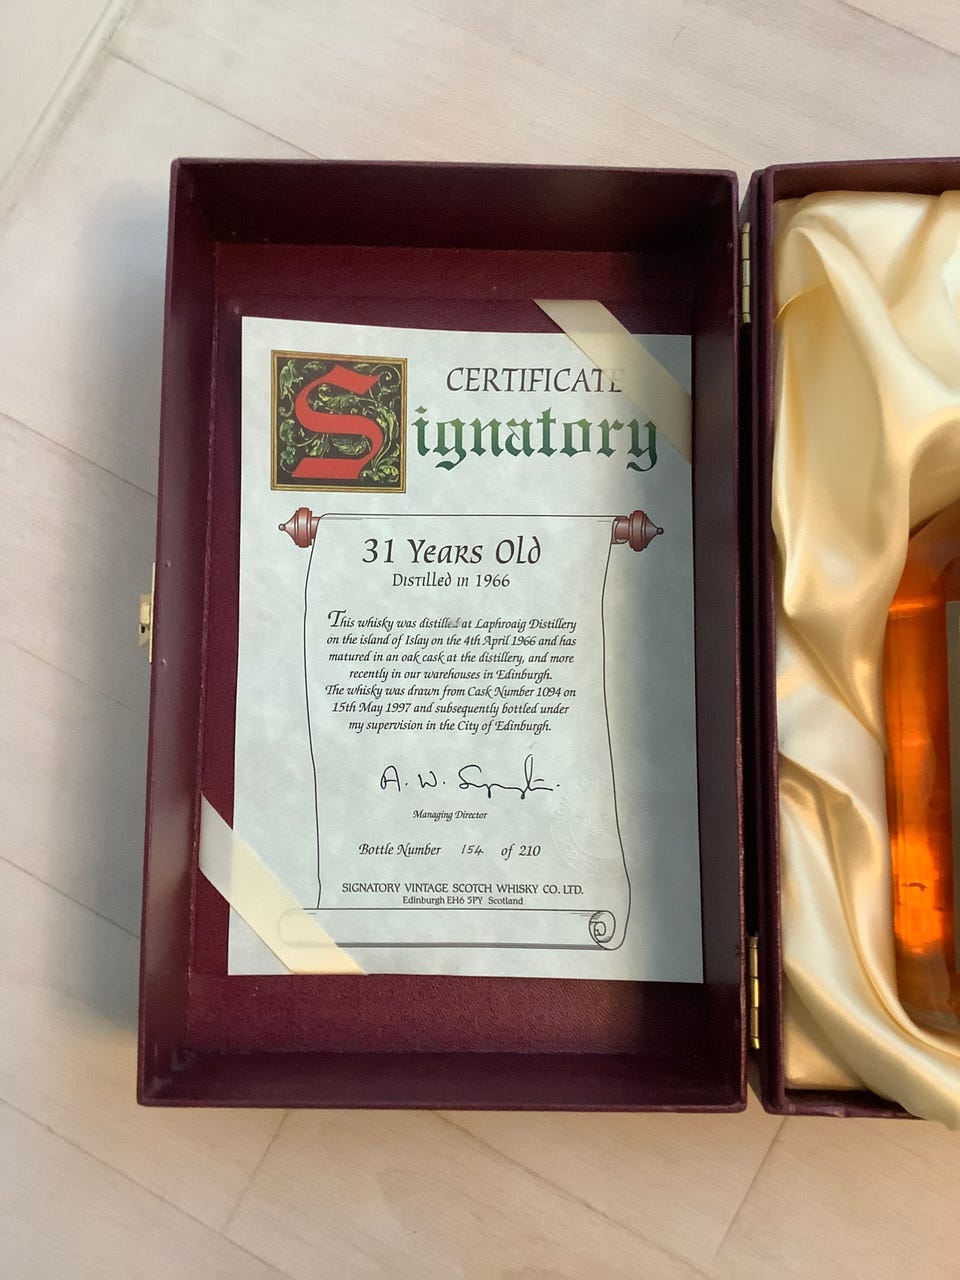 CERTIFICATE
Signatory
31 Years Old
Distilled in 1966
This whisky was distilled at Laphroaig Distillery
on the island of Islay on the 4th April 1966 and has
matured in an oak cask at the distillery, and more
recently in our warehouses in Edinburgh.
The whisky was drawn from Cask Number 1094 on
15th May 1997 and subsequently bottled under
my supervision in the City of Edinburgh.
A. W. Symington.
Managing Director
Bottle Number 154 of 210
SIGNATORY VINTAGE SCOTCH WHISKY CO. LTD.
Edinburgh EH6 5PY Scotland